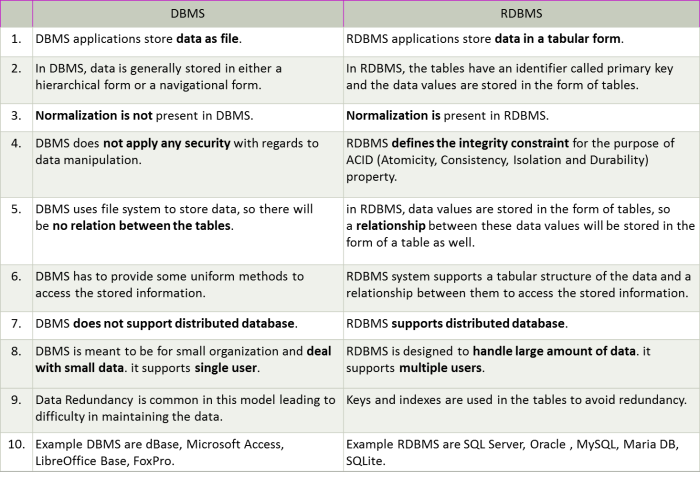 DBMS RDBMS
1. DBMS applications store data as file. RDBMS applications store data in a tabular form.
2. In DBMS, data is generally stored in either a
hierarchical form or a navigational form.
In RDBMS, the tables have an identifier called primary key
and the data values are stored in the form of tables.
3. Normalization is not present in DBMS. Normalization is present in RDBMS.
4. DBMS does not apply any security with regards to
data manipulation.
RDBMS defines the integrity constraint for the purpose of
ACID (Atomicity, Consistency, Isolation and Durability)
property.
5. DBMS uses file system to store data, so there will
be no relation between the tables.
in RDBMS, data values are stored in the form of tables, so
a relationship between these data values will be stored in the
form of a table as well.
6. DBMS has to provide some uniform methods to
access the stored information.
RDBMS system supports a tabular structure of the data and a
relationship between them to access the stored information.
7. DBMS does not support distributed database. RDBMS supports distributed database.
8. DBMS is meant to be for small organization and deal
with small data. it supports single user.
RDBMS is designed to handle large amount of data. it
supports multiple users.
9. Data Redundancy is common in this model leading to
difficulty in maintaining the data.
Keys and indexes are used in the tables to avoid redundancy.
10. Example DBMS are dBase, Microsoft Access,
LibreOffice Base, FoxPro.
Example RDBMS are SQL Server, Oracle , MySQL, Maria DB,
SQLite.